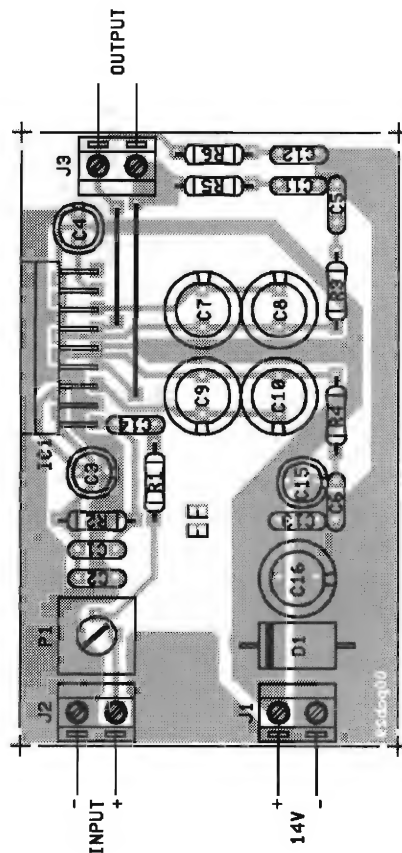 OUTPUT
J3
R6 C12
R5 C11
C5
C4
R3
C7 C8
IC1
C9 C10
C14
R4
C3
R1
C15
R2
C6
C1
EF
C2
C16
P1
D1
J2
J1
- +
INPUT
+ -
14V